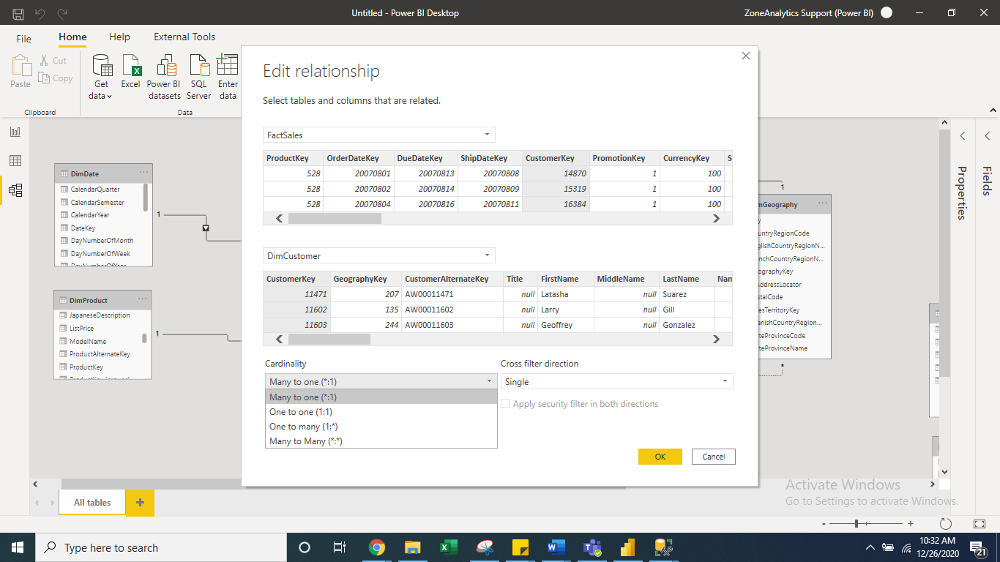 Untitled - Power BI Desktop
ZoneAnalytics Support (Power BI)
File
Home
Help
External Tools
Paste
Cut
Copy
Get data
Excel
Power BI datasets
SQL Server
Enter data
Clipboard
Data
DimDate
CalendarQuarter
CalendarSemester
CalendarYear
DateKey
DayNumberOfMonth
DayNumberOfWeek
DayNumberOfYear
1
DimProduct
JapaneseDescription
ListPrice
ModelName
ProductAlternateKey
ProductKey
1
Edit relationship
Select tables and columns that are related.
FactSales
ProductKey OrderDateKey DueDateKey ShipDateKey CustomerKey PromotionKey CurrencyKey S
528 20070801 20070813 20070808 14870 1 100
528 20070802 20070814 20070809 15319 1 100
528 20070804 20070816 20070811 16384 1 100
DimCustomer
CustomerKey GeographyKey CustomerAlternateKey Title FirstName MiddleName LastName Nam
11471 207 AW00011471 null Latasha null Suarez
11602 135 AW00011602 null Larry null Gill
11603 244 AW00011603 null Geoffrey null Gonzalez
Cardinality
Many to one (*:1)
Many to one (*:1)
One to one (1:1)
One to many (1:*)
Many to Many (*:*)
Cross filter direction
Single
Apply security filter in both directions
OK
Cancel
1
mGeography
y
untryRegionCode
glishCountryRegionN...
nchCountryRegionN...
ographyKey
AddressLocator
stalCode
esTerritoryKey
anishCountryRegion...
teProvinceCode
teProvinceName
*
Properties
Fields
All tables
+
Activate Windows
Go to Settings to activate Windows.
- +
Type here to search
10:32 AM
12/26/2020
21